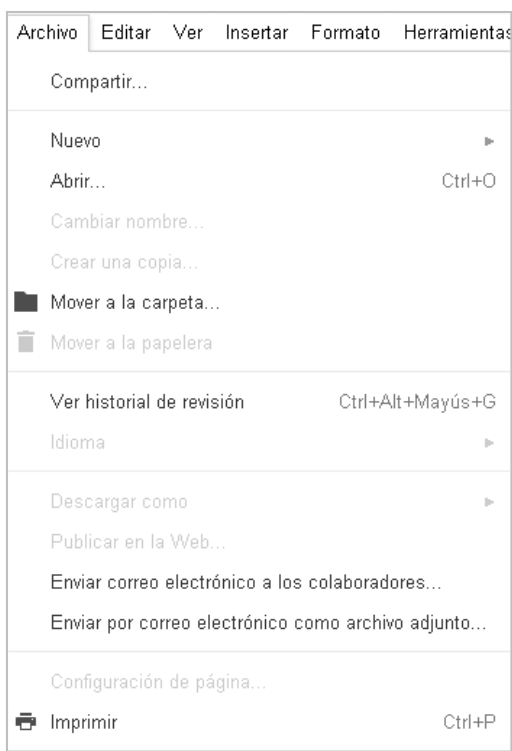 Archivo Editar Ver Insertar Formato Herramientas
Compartir...
Nuevo
Abrir... Ctrl+O
Cambiar nombre...
Crear una copia...
Mover a la carpeta...
Mover a la papelera
Ver historial de revisión Ctrl+Alt+Mayús+G
Idioma
Descargar como
Publicar en la Web...
Enviar correo electrónico a los colaboradores...
Enviar por correo electrónico como archivo adjunto...
Configuración de página...
Imprimir Ctrl+P